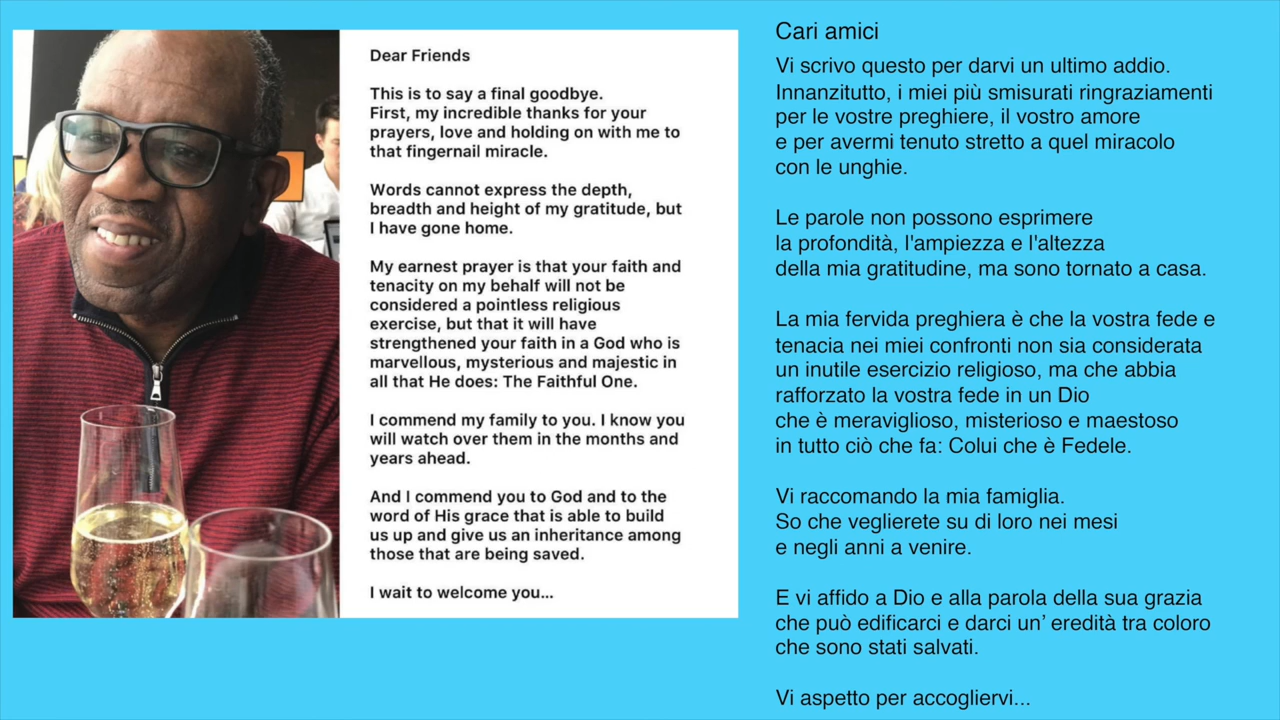 Dear Friends
This is to say a final goodbye.
First, my incredible thanks for your
prayers, love and holding on with me to
that fingernail miracle.
Words cannot express the depth,
breadth and height of my gratitude, but
I have gone home.
My earnest prayer is that your faith and
tenacity on my behalf will not be
considered a pointless religious
exercise, but that it will have
strengthened your faith in a God who is
marvellous, mysterious and majestic in
all that He does: The Faithful One.
I commend my family to you. I know you
will watch over them in the months and
years ahead.
And I commend you to God and to the
word of His grace that is able to build
us up and give us an inheritance among
those that are being saved.
I wait to welcome you...
Cari amici
Vi scrivo questo per darvi un ultimo addio.
Innanzitutto, i miei più smisurati ringraziamenti
per le vostre preghiere, il vostro amore
e per avermi tenuto stretto a quel miracolo
con le unghie.
Le parole non possono esprimere
la profondità, l'ampiezza e l'altezza
della mia gratitudine, ma sono tornato a casa.
La mia fervida preghiera è che la vostra fede e
tenacia nei miei confronti non sia considerata
un inutile esercizio religioso, ma che abbia
rafforzato la vostra fede in un Dio
che è meraviglioso, misterioso e maestoso
in tutto ciò che fa: Colui che è Fedele.
Vi raccomando la mia famiglia.
So che veglierete su di loro nei mesi
e negli anni a venire.
E vi affido a Dio e alla parola della sua grazia
che può edificarci e darci un’ eredità tra coloro
che sono stati salvati.
Vi aspetto per accogliervi...